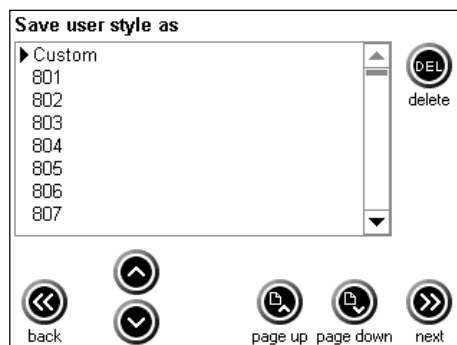 Save user style as
Custom
801
802
803
804
805
806
807
DEL
delete
back
page up
page down
next